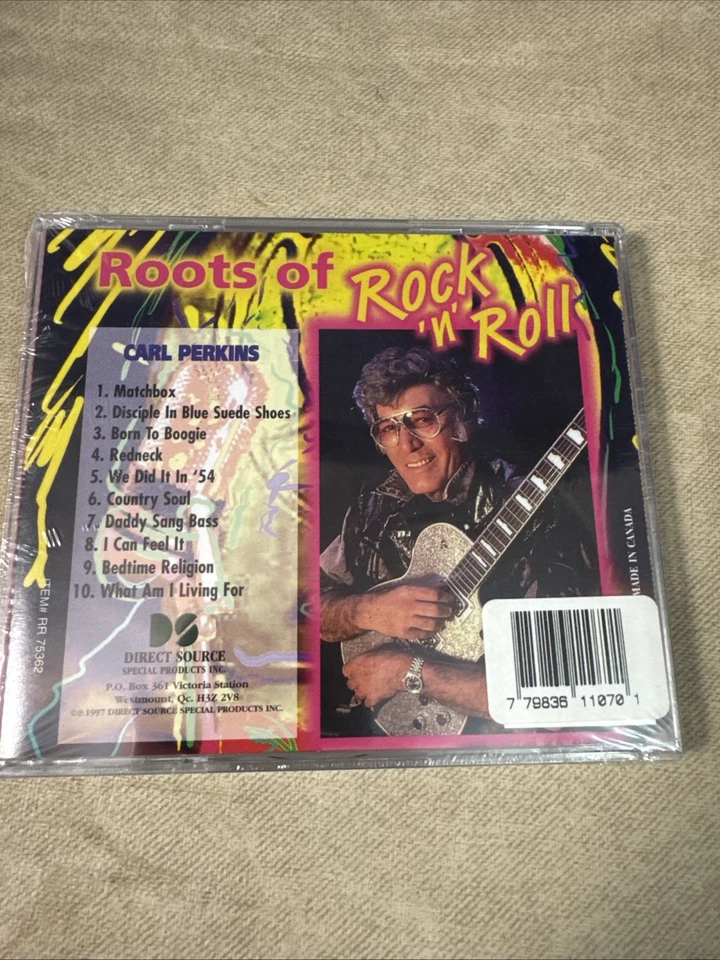 Roots of Rock 'n' Roll
CARL PERKINS
1. Matchbox
2. Disciple In Blue Suede Shoes
3. Born To Boogie
4. Redneck
5. We Did It In '54
6. Country Soul
7. Daddy Sang Bass
8. I Can Feel It
9. Bedtime Religion
10. What Am I Living For
DS
DIRECT SOURCE
SPECIAL PRODUCTS INC.
P.O. Box 361 Victoria Station
Westmount, Qc. H3Z 2V8
©℗ 1997 DIRECT SOURCE SPECIAL PRODUCTS INC.
ITEM# RR 75362
MADE IN CANADA
7 79836 11070 1